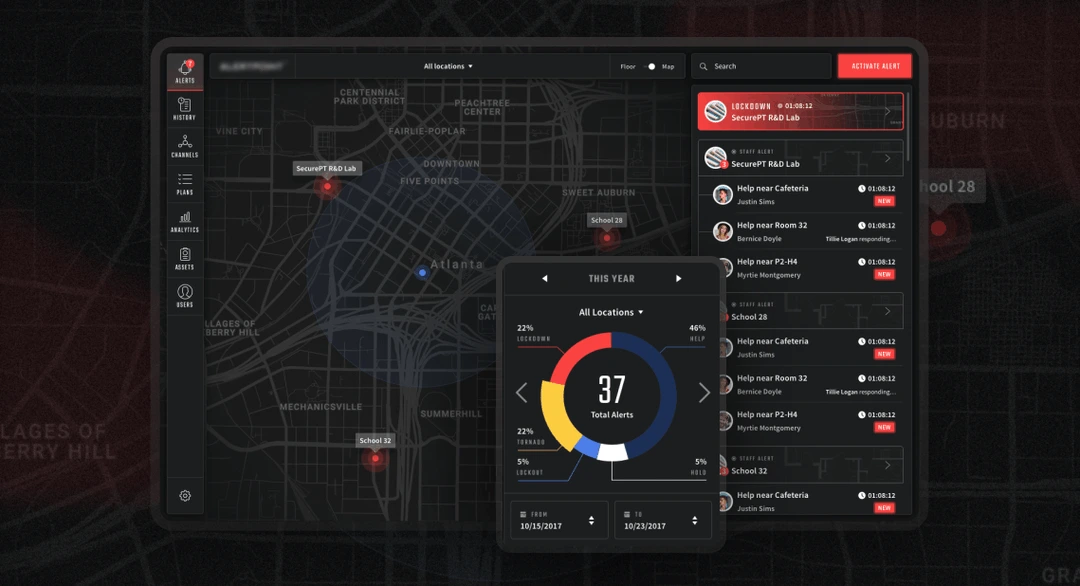 7
ALERTS
HISTORY
CHANNELS
PLANS
ANALYTICS
ASSETS
USERS
ALERTPOINT
All locations
Floor
Map
Search
ACTIVATE ALERT
CENTENNIAL
PARK DISTRICT
PEACHTREE
CENTER
VINE CITY
FAIRLIE-POPLAR
DOWNTOWN
FIVE POINTS
SWEET AUBURN
SecurePT R&D Lab
School 28
Atlanta
LLAGES OF
BERRY HILL
MECHANICSVILLE
SUMMERHILL
School 32
LOCKDOWN 01:08:12
SecurePT R&D Lab
STAFF ALERT
SecurePT R&D Lab
3
Help near Cafeteria 01:08:12
Justin Sims NEW
Help near Room 32 01:08:12
Bernice Doyle Tillie Logan responding...
Help near P2-H4 01:08:12
Myrtie Montgomery NEW
STAFF ALERT
School 28
Help near Cafeteria 01:08:12
Justin Sims NEW
Help near Room 32 01:08:12
Bernice Doyle Tillie Logan responding...
Help near P2-H4 01:08:12
Myrtie Montgomery NEW
STAFF ALERT
School 32
Help near Cafeteria 01:08:12
Justin Sims NEW
THIS YEAR
All Locations
22%
LOCKDOWN
46%
HELP
37
Total Alerts
22%
TORNADO
5%
LOCKOUT
5%
HOLD
FROM
10/15/2017
TO
10/23/2017
UBURN
hool 28
LAGES OF
ERRY HILL
GRA